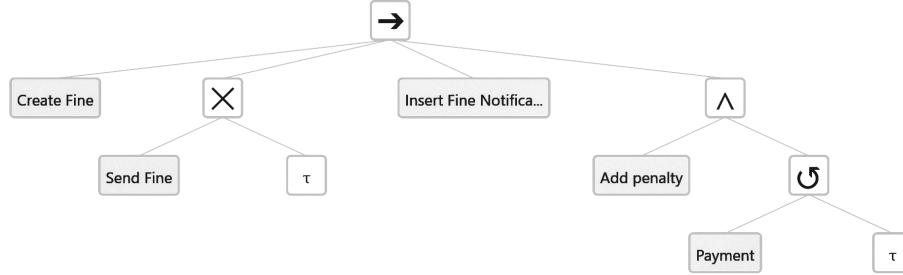 →
Create Fine
×
Insert Fine Notifica...
∧
Send Fine
τ
Add penalty
↺
Payment
τ